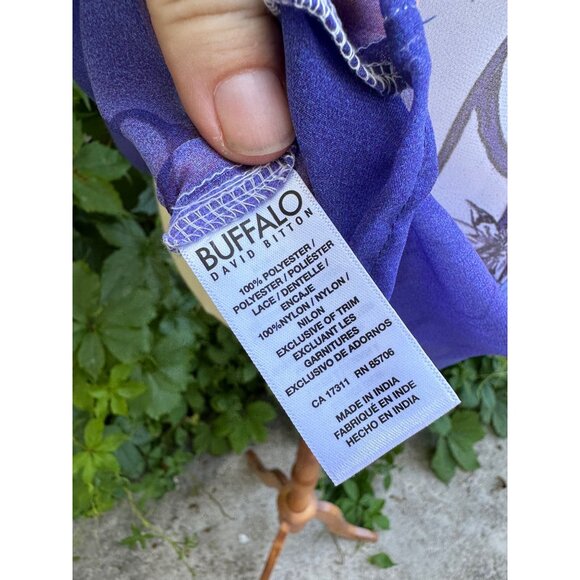 BUFFALO
DAVID BITTON
100% POLYESTER /
POLYESTER / POLIÉSTER
LACE / DENTELLE /
ENCAJE
100%NYLON / NYLON /
NILON
EXCLUSIVE OF TRIM
EXCLUANT LES
GARNITURES
EXCLUSIVO DE ADORNOS
CA 17311 RN 85706
MADE IN INDIA
FABRIQUÉ EN INDE
HECHO EN INDIA